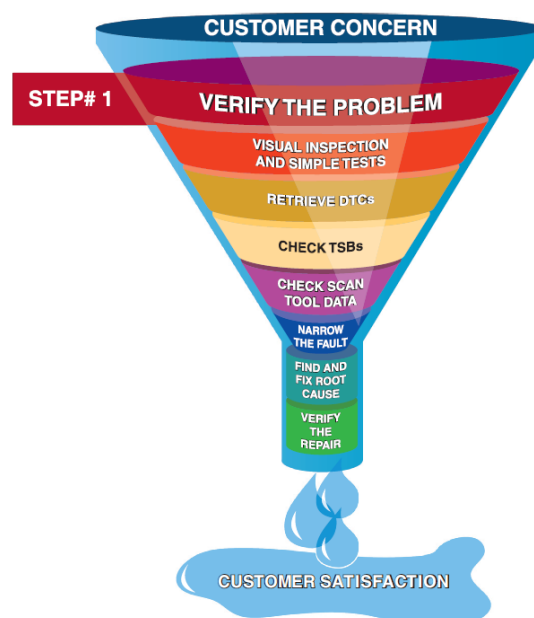 CUSTOMER CONCERN
STEP# 1
VERIFY THE PROBLEM
VISUAL INSPECTION
AND SIMPLE TESTS
RETRIEVE DTCs
CHECK TSBs
CHECK SCAN
TOOL DATA
NARROW
THE FAULT
FIND AND
FIX ROOT
CAUSE
VERIFY
THE
REPAIR
CUSTOMER SATISFACTION